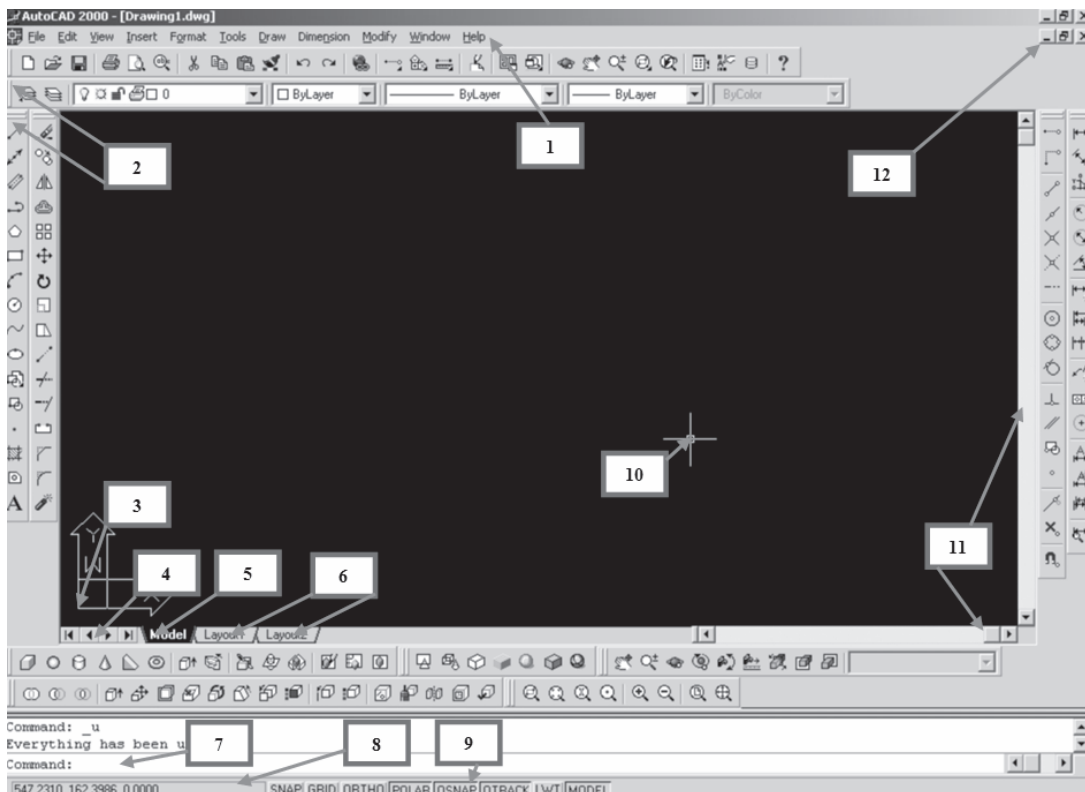 AutoCAD 2000 - [Drawing1.dwg]
File Edit View Insert Format Tools Draw Dimension Modify Window Help
0 ByLayer ByLayer ByLayer ByColor
1
2
12
10
3
11
4 5 6
Y
W
X
Model Layout1 Layout2
Command: _u
Everything has been u
7 8 9
Command:
547.2310, 162.3986, 0.0000 SNAP GRID ORTHO POLAR OSNAP OTRACK LWT MODEL